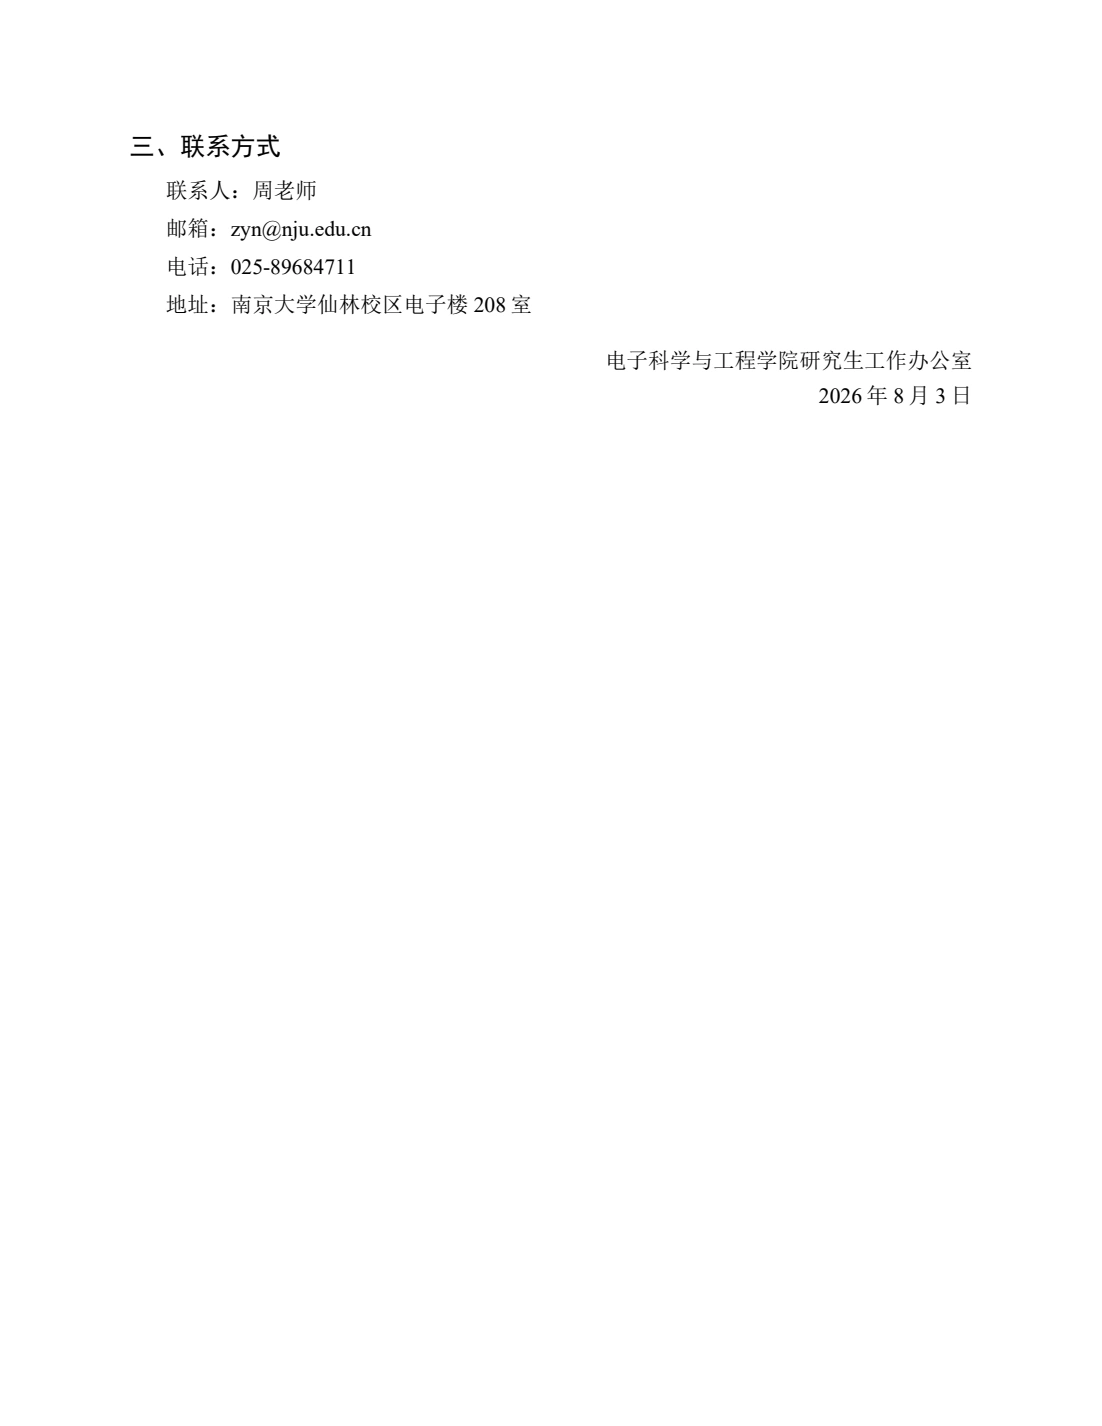 三、联系方式
联系人：周老师
邮箱：zyn@nju.edu.cn
电话：025-89684711
地址：南京大学仙林校区电子楼 208 室
电子科学与工程学院研究生工作办公室
2026 年 8 月 3 日